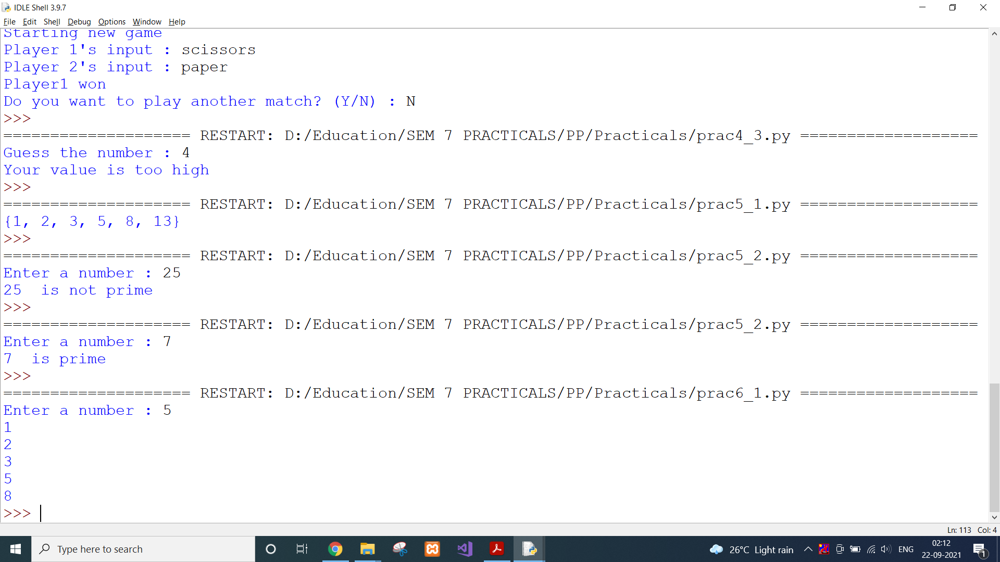 IDLE Shell 3.9.7
File Edit Shell Debug Options Window Help
Starting new game
Player 1's input : scissors
Player 2's input : paper
Player1 won
Do you want to play another match? (Y/N) : N
>>>
==================== RESTART: D:/Education/SEM 7 PRACTICALS/PP/Practicals/prac4_3.py ===================
Guess the number : 4
Your value is too high
>>>
==================== RESTART: D:/Education/SEM 7 PRACTICALS/PP/Practicals/prac5_1.py ===================
{1, 2, 3, 5, 8, 13}
>>>
==================== RESTART: D:/Education/SEM 7 PRACTICALS/PP/Practicals/prac5_2.py ===================
Enter a number : 25
25  is not prime
>>>
==================== RESTART: D:/Education/SEM 7 PRACTICALS/PP/Practicals/prac5_2.py ===================
Enter a number : 7
7  is prime
>>>
==================== RESTART: D:/Education/SEM 7 PRACTICALS/PP/Practicals/prac6_1.py ===================
Enter a number : 5
1
2
3
5
8
>>>
Ln: 113 Col: 4
Type here to search
26°C Light rain
ENG
02:12
22-09-2021
1